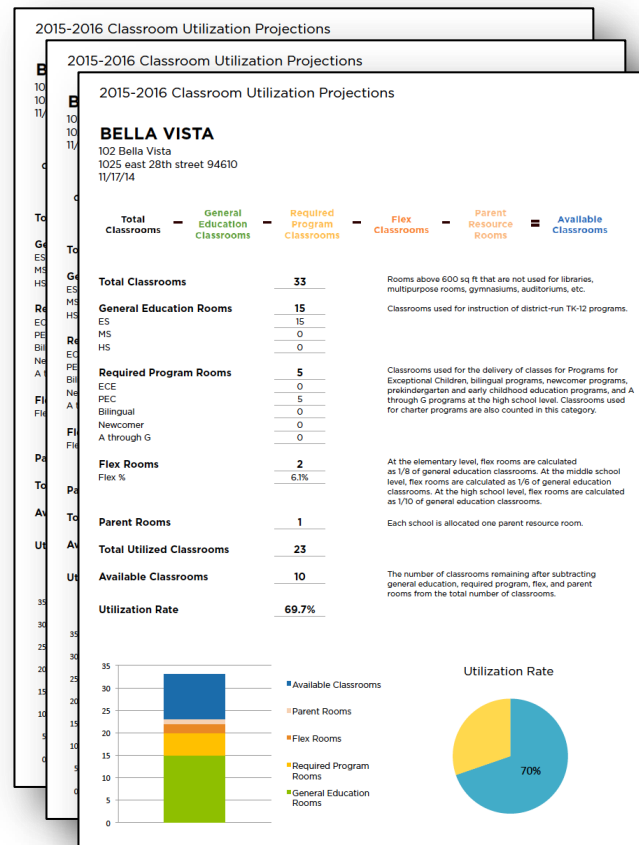 2015-2016 Classroom Utilization Projections
2015-2016 Classroom Utilization Projections
2015-2016 Classroom Utilization Projections
BELLA VISTA
102 Bella Vista
1025 east 28th street 94610
11/17/14
Total Classrooms – General Education Classrooms – Required Program Classrooms – Flex Classrooms – Parent Resource Rooms = Available Classrooms
Total Classrooms 33 Rooms above 600 sq ft that are not used for libraries,
multipurpose rooms, gymnasiums, auditoriums, etc.
General Education Rooms 15 Classrooms used for instruction of district-run TK-12 programs.
ES 15
MS 0
HS 0
Required Program Rooms 5 Classrooms used for the delivery of classes for Programs for
ECE 0 Exceptional Children, bilingual programs, newcomer programs,
PEC 5 prekindergarten and early childhood education programs, and A
Bilingual 0 through G programs at the high school level. Classrooms used
Newcomer 0 for charter programs are also counted in this category.
A through G 0
Flex Rooms 2 At the elementary level, flex rooms are calculated
Flex % 6.1% as 1/8 of general education classrooms. At the middle school
level, flex rooms are calculated as 1/6 of general education
classrooms. At the high school level, flex rooms are calculated
as 1/10 of general education classrooms.
Parent Rooms 1 Each school is allocated one parent resource room.
Total Utilized Classrooms 23
Available Classrooms 10 The number of classrooms remaining after subtracting
general education, required program, flex, and parent
rooms from the total number of classrooms.
Utilization Rate 69.7%
35
30
25
20
15
10
5
0
Available Classrooms
Parent Rooms
Flex Rooms
Required Program
Rooms
General Education
Rooms
Utilization Rate
70%